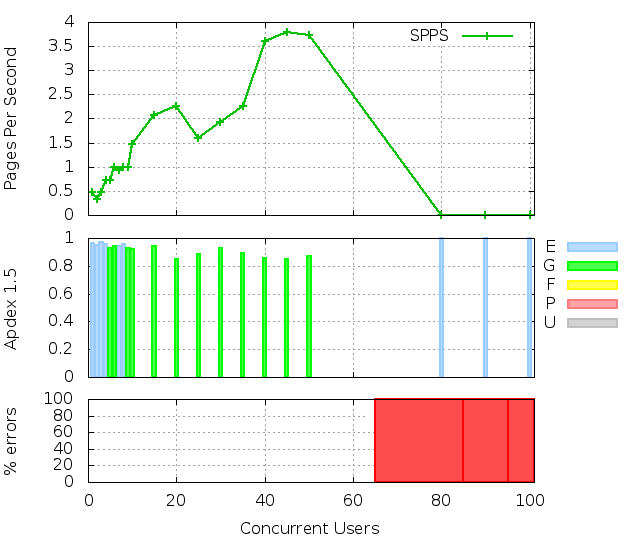 Pages Per Second
4
3.5
3
2.5
2
1.5
1
0.5
0
SPPS
Apdex 1.5
1
0.8
0.6
0.4
0.2
0
E
G
F
P
U
% errors
100
80
60
40
20
0
0 20 40 60 80 100
Concurrent Users